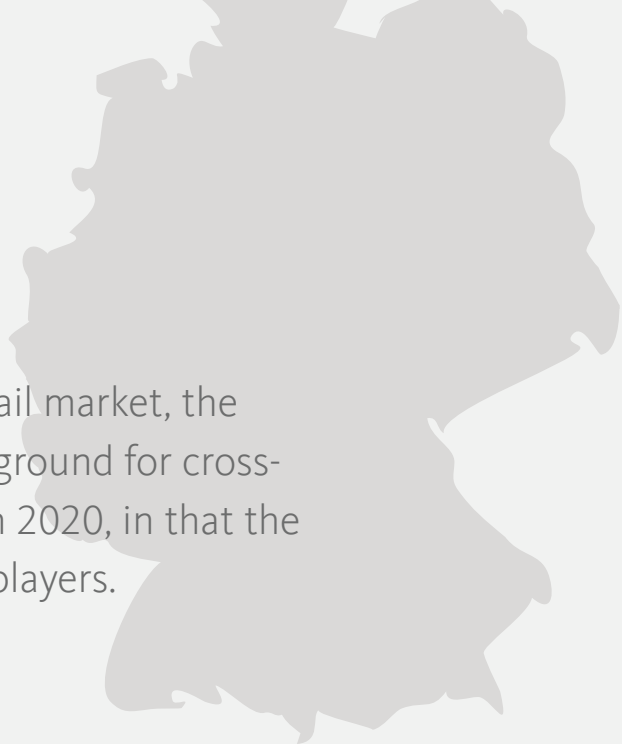 ail market, the
ground for cross-
n 2020, in that the
players.